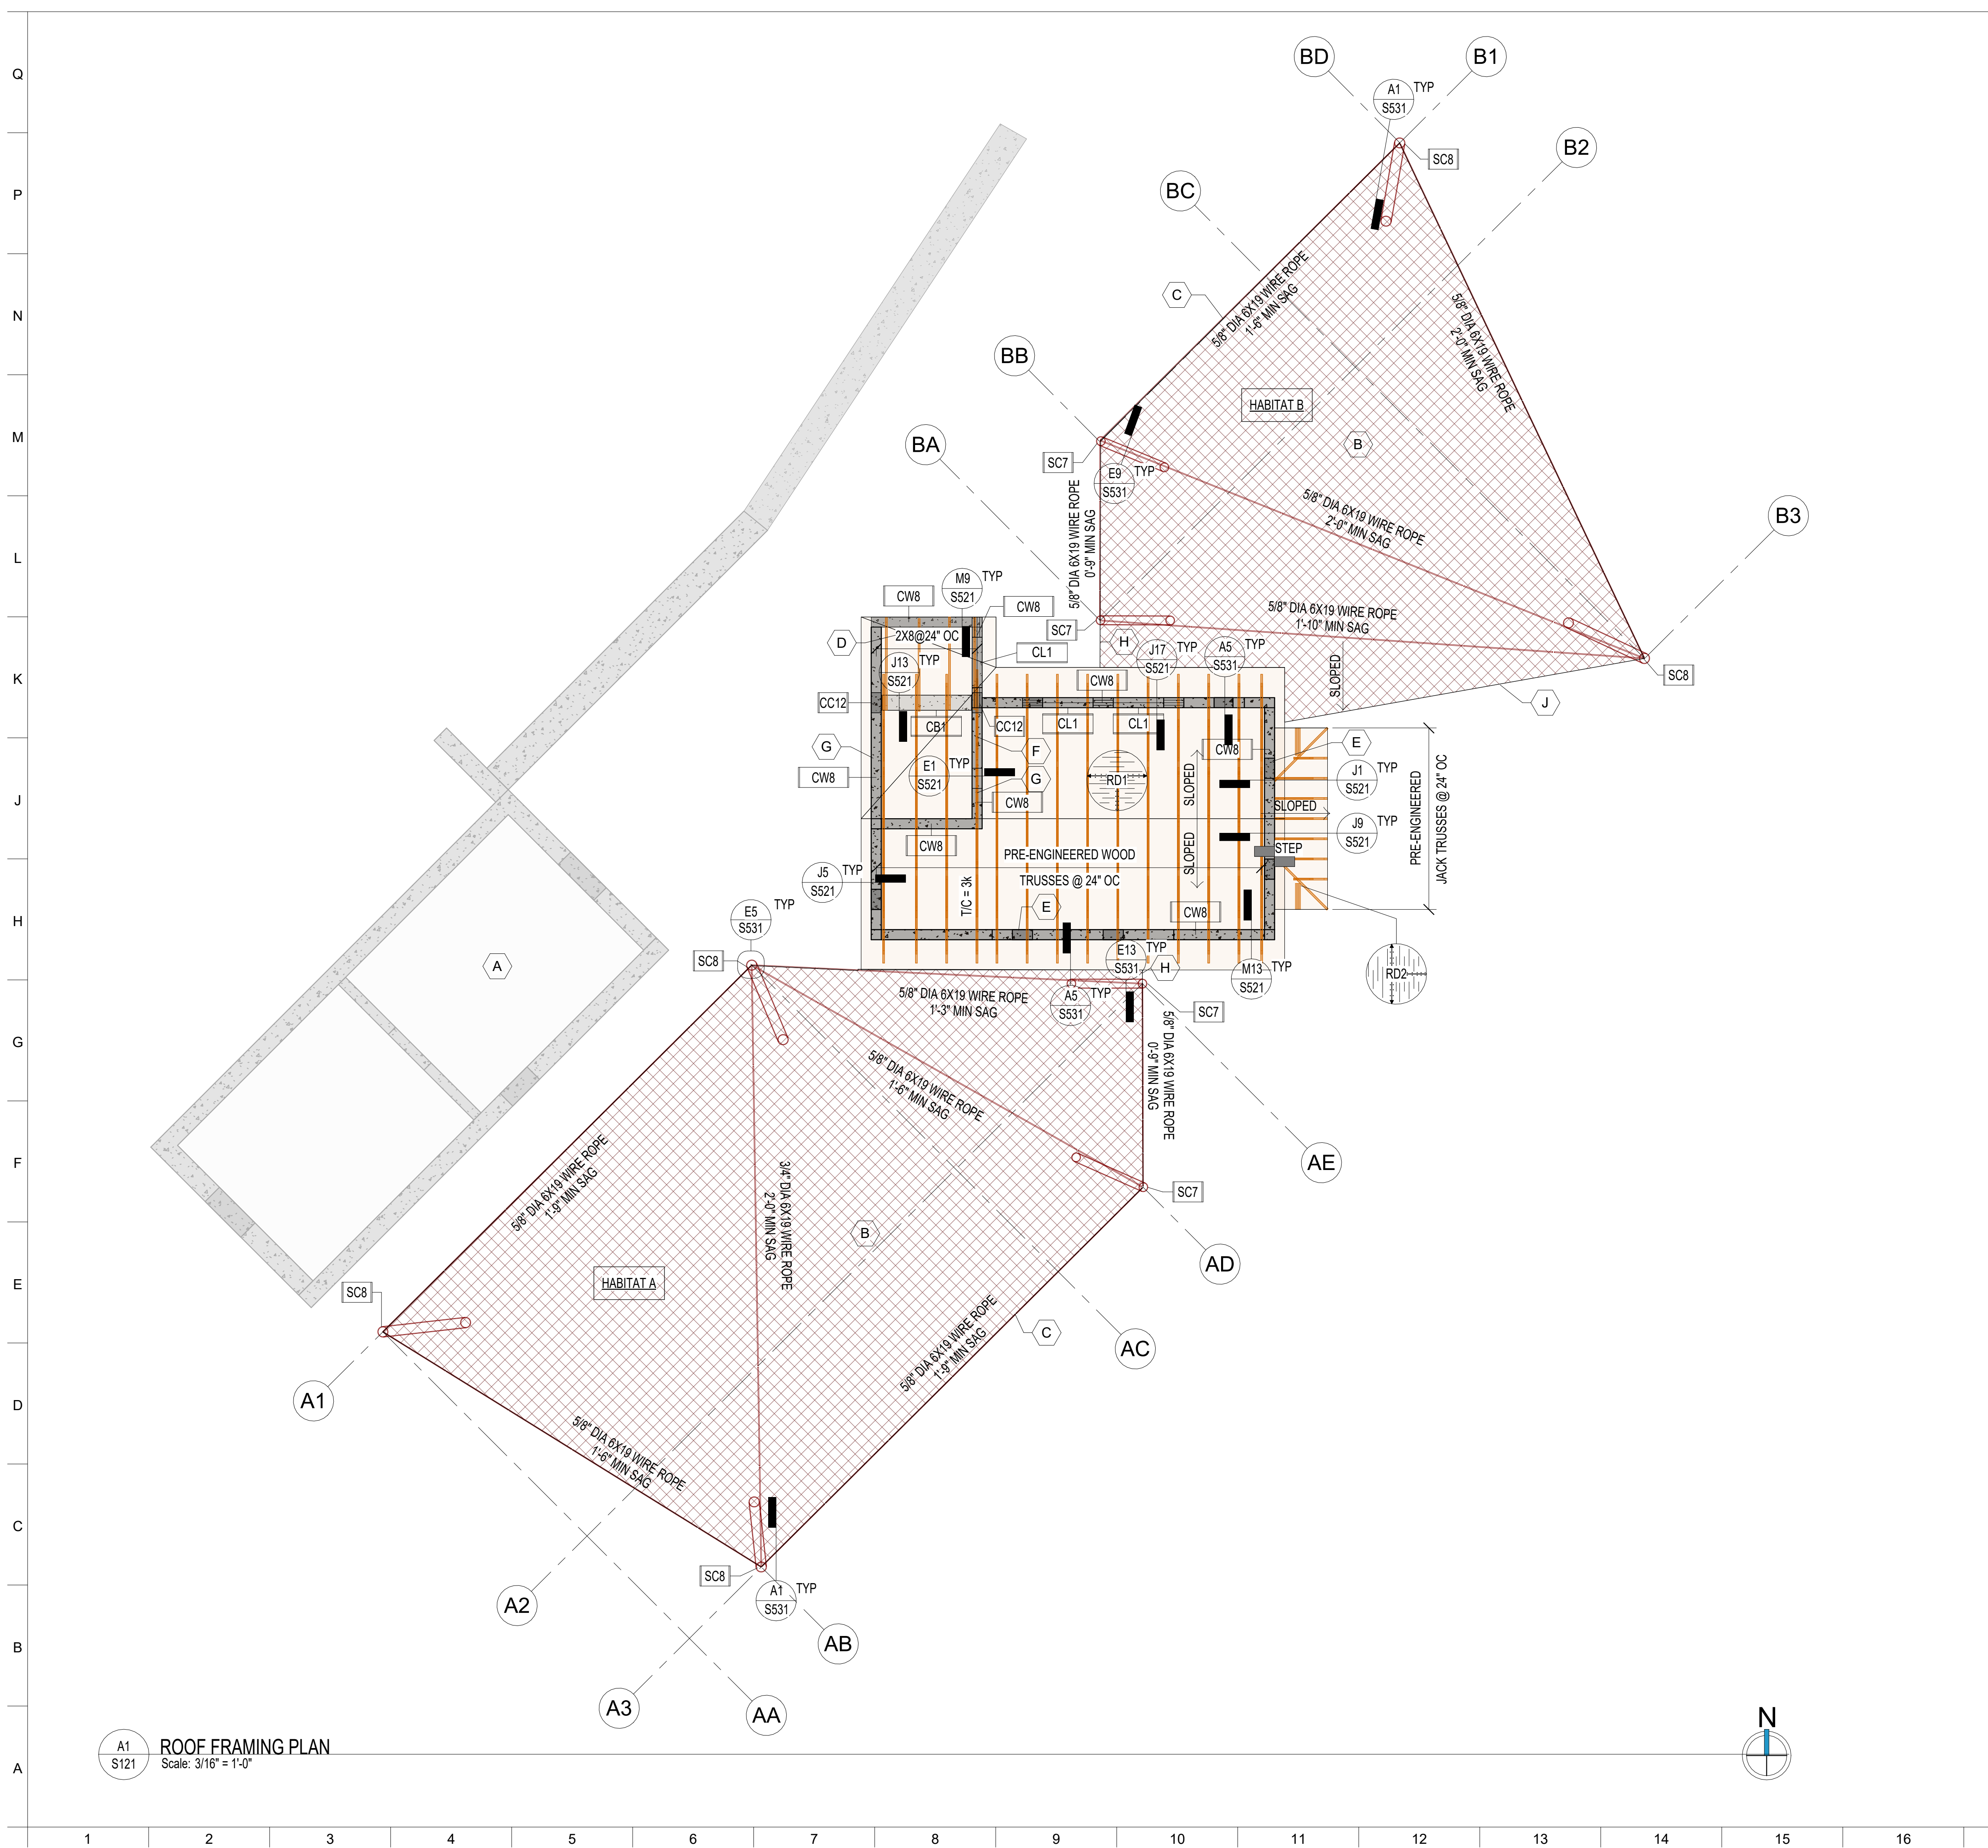 Q
P
N
M
L
K
J
H
G
F
E
D
C
B
A
BD
B1
A1
TYP
S531
SC8
B2
BC
C
5/8" DIA 6X19 WIRE ROPE
1'-6" MIN SAG
5/8" DIA 6X19 WIRE ROPE
2'-0" MIN SAG
BB
HABITAT B
BA
SC7
B
E9
TYP
S531
5/8" DIA 6X19 WIRE ROPE
0'-9" MIN SAG
5/8" DIA 6X19 WIRE ROPE
2'-0" MIN SAG
B3
M9
TYP
S521
CW8
CW8
5/8" DIA 6X19 WIRE ROPE
1'-10" MIN SAG
D
2X8@24" OC
SC7
H
CL1
J13
TYP
S521
J17
TYP
S521
A5
TYP
S531
SLOPED
SC8
CW8
CC12
CB1
CC12
CL1
CL1
J
G
F
CW8
E
CW8
E1
TYP
S521
G
RD1
SLOPED
J1
TYP
S521
CW8
SLOPED
PRE-ENGINEERED
JACK TRUSSES @ 24" OC
CW8
J9
TYP
S521
PRE-ENGINEERED WOOD
TRUSSES @ 24" OC
SLOPED
STEP
J5
TYP
S521
T/C = 3k
E
CW8
E5
TYP
S531
SC8
A
E13
TYP
S531
H
M13
TYP
S521
RD2
5/8" DIA 6X19 WIRE ROPE
1'-3" MIN SAG
A5
TYP
S531
SC7
5/8" DIA 6X19 WIRE ROPE
0'-9" MIN SAG
5/8" DIA 6X19 WIRE ROPE
1'-6" MIN SAG
AE
5/8" DIA 6X19 WIRE ROPE
1'-9" MIN SAG
3/4" DIA 6X19 WIRE ROPE
2'-0" MIN SAG
SC7
B
AD
HABITAT A
SC8
5/8" DIA 6X19 WIRE ROPE
1'-9" MIN SAG
C
AC
A1
5/8" DIA 6X19 WIRE ROPE
1'-6" MIN SAG
SC8
A1
TYP
S531
A2
AB
A3
AA
N
A1
S121
ROOF FRAMING PLAN
Scale: 3/16" = 1'-0"
1 2 3 4 5 6 7 8 9 10 11 12 13 14 15 16